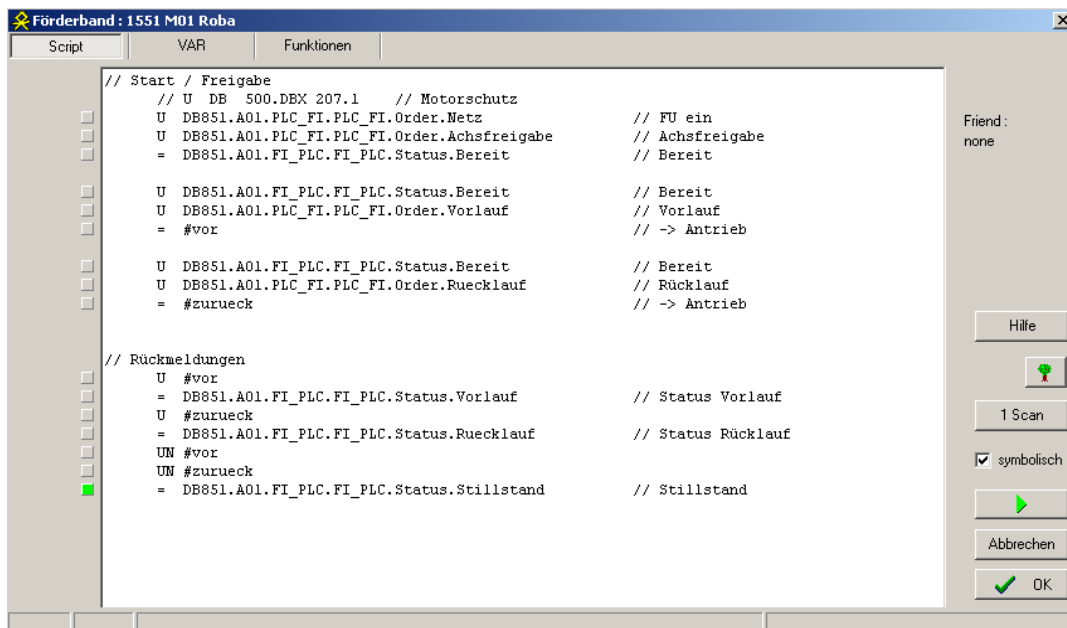 Förderband : 1551 M01 Roba
Script VAR Funktionen
// Start / Freigabe
// U DB 500.DBX 207.1 // Motorschutz
U DB851.A01.PLC_FI.PLC_FI.Order.Netz // FU ein
U DB851.A01.PLC_FI.PLC_FI.Order.Achsfreigabe // Achsfreigabe
= DB851.A01.FI_PLC.FI_PLC.Status.Bereit // Bereit
U DB851.A01.FI_PLC.FI_PLC.Status.Bereit // Bereit
U DB851.A01.PLC_FI.PLC_FI.Order.Vorlauf // Vorlauf
= #vor // -> Antrieb
U DB851.A01.FI_PLC.FI_PLC.Status.Bereit // Bereit
U DB851.A01.PLC_FI.PLC_FI.Order.Ruecklauf // Rücklauf
= #zurueck // -> Antrieb
// Rückmeldungen
U #vor
= DB851.A01.FI_PLC.FI_PLC.Status.Vorlauf // Status Vorlauf
U #zurueck
= DB851.A01.FI_PLC.FI_PLC.Status.Ruecklauf // Status Rücklauf
UN #vor
UN #zurueck
= DB851.A01.FI_PLC.FI_PLC.Status.Stillstand // Stillstand
Friend :
none
Hilfe
1 Scan
symbolisch
Abbrechen
OK